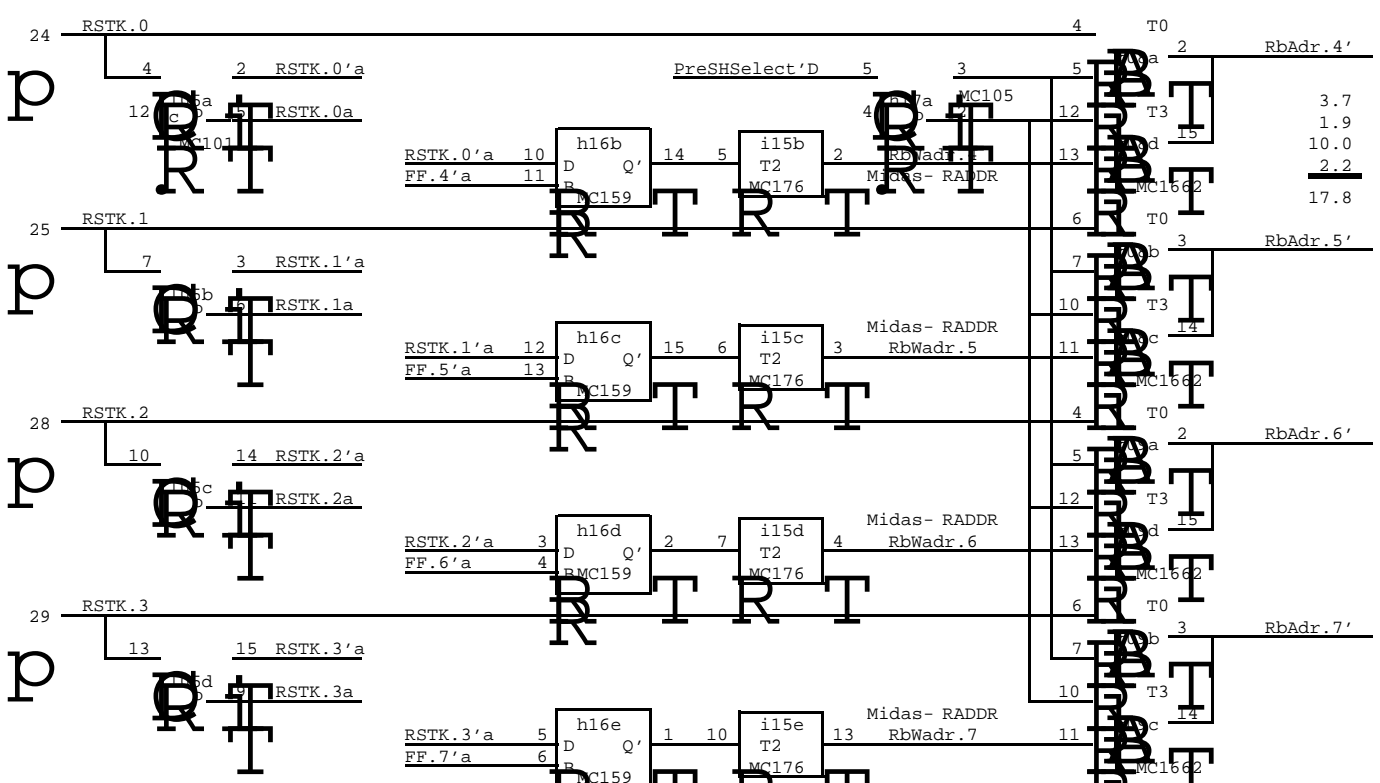 24 RSTK.0 4 T0
2 RbAdr.4'
4 2 RSTK.0'a PreSHSelect'D 5 3 5
12 RSTK.0a 4 MC105 12 T3 3.7
MC101 1.9
h16b i15b 15 10.0
RSTK.0'a 10 D Q' 14 5 T2 2 13 2.2
FF.4'a 11 MC159 MC176 Midas- RADDR MC1662 17.8
25 RSTK.1 6 T0
3 RbAdr.5'
7 3 RSTK.1'a 7
RSTK.1a 10 T3
h16c i15c Midas- RADDR 14
RSTK.1'a 12 D Q' 15 6 T2 3 RbWadr.5 11
FF.5'a 13 MC159 MC176 MC1662
28 RSTK.2 4 T0
2 RbAdr.6'
10 14 RSTK.2'a 5
RSTK.2a 12 T3
h16d i15d Midas- RADDR 15
RSTK.2'a 3 D Q' 2 7 T2 4 RbWadr.6 13
FF.6'a 4 B MC159 MC176 MC1662
29 RSTK.3 6 T0
3 RbAdr.7'
13 15 RSTK.3'a 7
RSTK.3a 10 T3
h16e i15e Midas- RADDR 14
RSTK.3'a 5 D Q' 1 10 T2 13 RbWadr.7 11
FF.7'a 6 MC159 MC176 MC1662